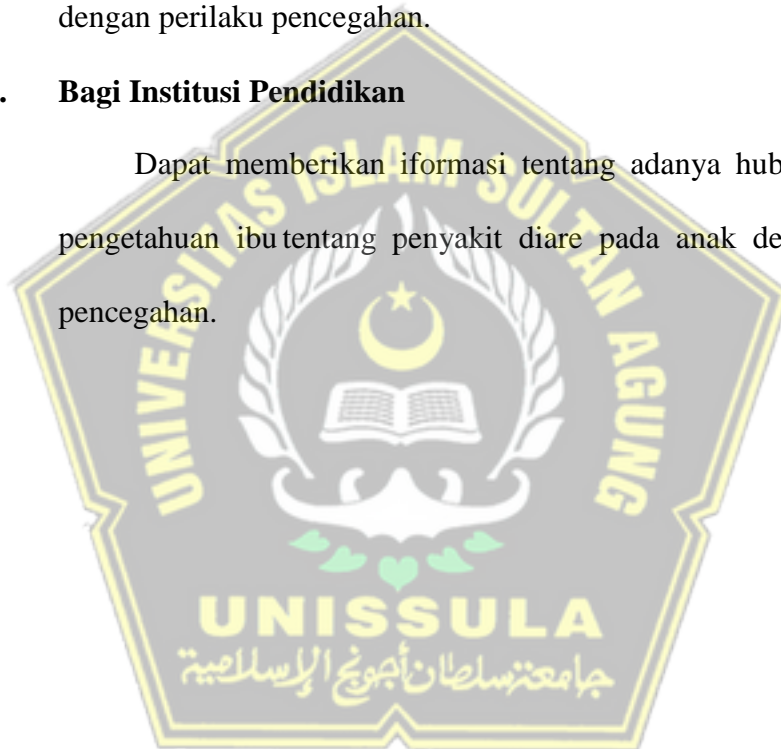 dengan perilaku pencegahan.
. Bagi Institusi Pendidikan
Dapat memberikan iformasi tentang adanya hub
pengetahuan ibu tentang penyakit diare pada anak de
pencegahan.
UNIVERSITAS ISLAM SULTAN AGUNG
UNISSULA
جامعة سلطان أجونج الإسلامية